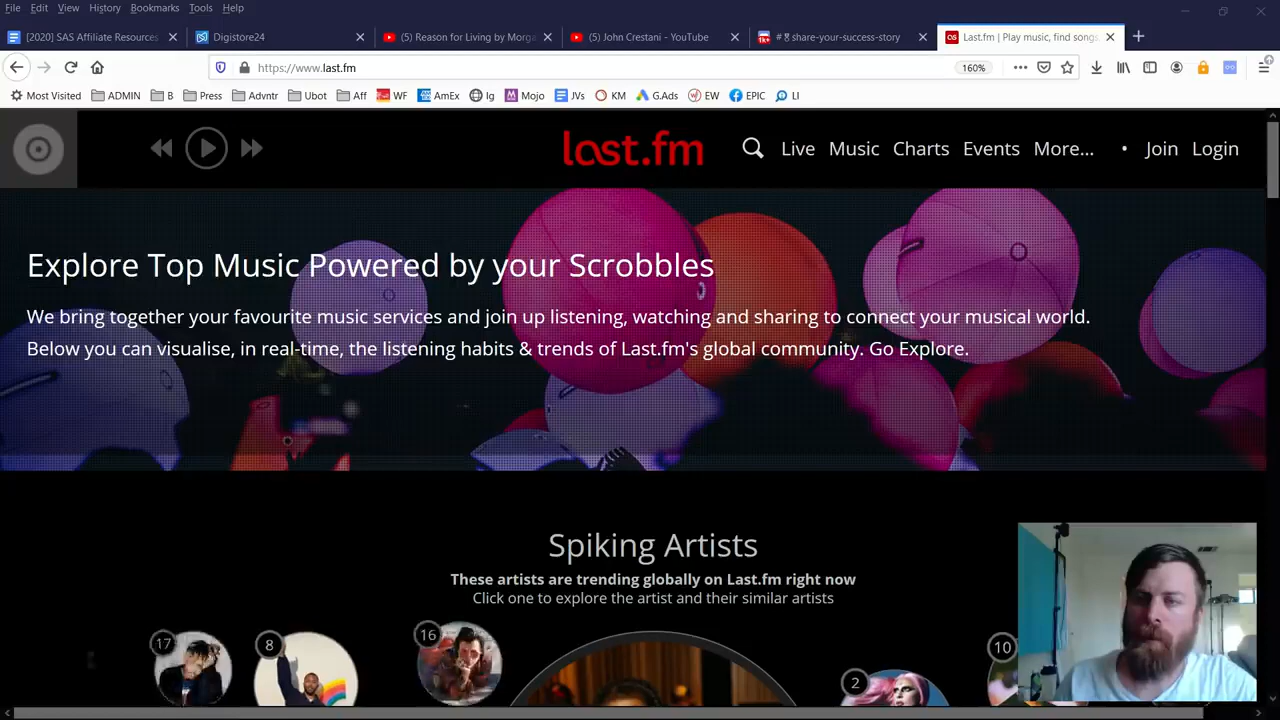 File Edit View History Bookmarks Tools Help
[2020] SAS Affiliate Resources
Digistore24
(5) Reason for Living by Morga
(5) John Crestani - YouTube
1k+ # share-your-success-story
Last.fm | Play music, find songs,
https://www.last.fm
160%
Most Visited ADMIN B Press Advntr Ubot Aff WF AmEx Ig Mojo JVs KM G.Ads EW EPIC LI
last.fm
Live Music Charts Events More... • Join Login
Explore Top Music Powered by your Scrobbles
We bring together your favourite music services and join up listening, watching and sharing to connect your musical world.
Below you can visualise, in real-time, the listening habits & trends of Last.fm's global community. Go Explore.
Spiking Artists
These artists are trending globally on Last.fm right now
Click one to explore the artist and their similar artists
17 8 16 2 10